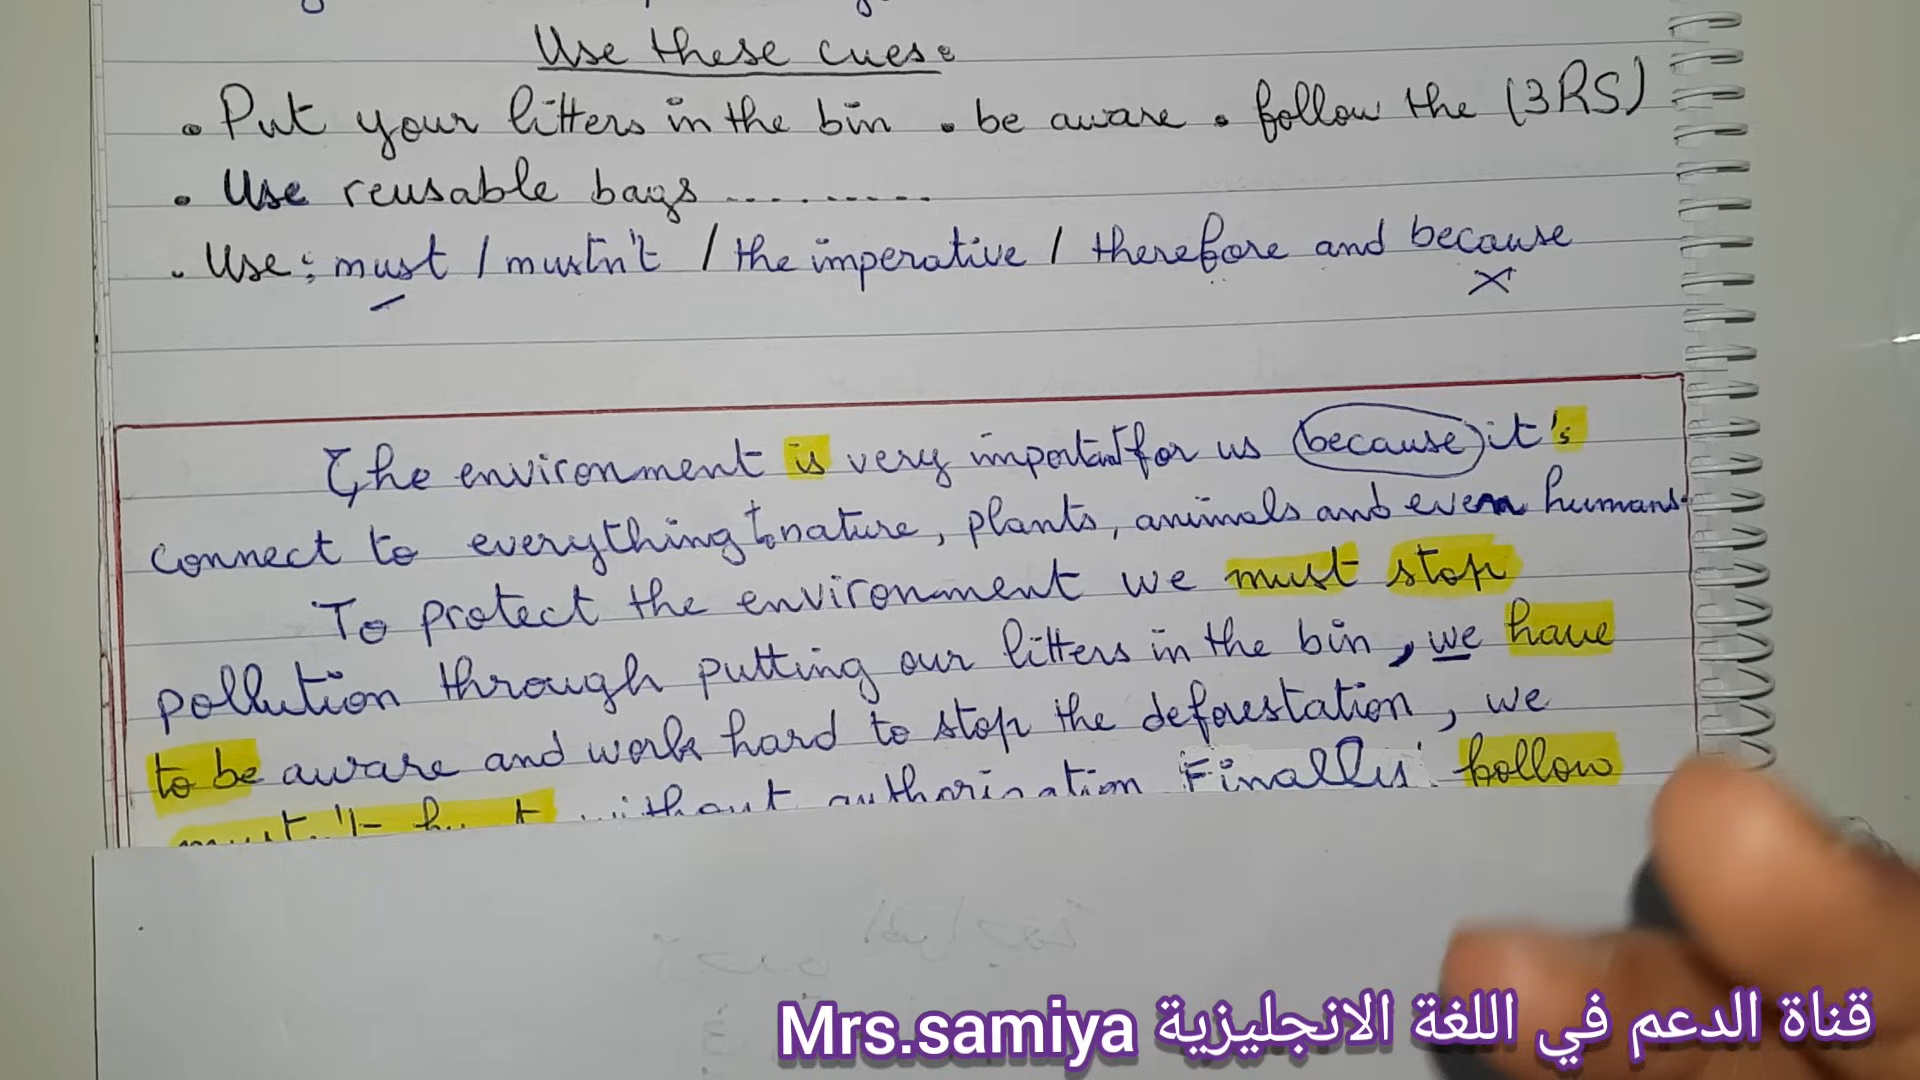 Use these cues:
• Put your litters in the bin • be aware • follow the (3RS)
• Use reusable bags .........
• Use: must / mustn't / the imperative / therefore and because
The environment is very important for us because it's
connect to everything to nature, plants, animals and even humans.
To protect the environment we must stop
pollution through putting our litters in the bin, we have
to be aware and work hard to stop the deforestation, we
mustn't without authorization Finally follow
Mrs.samiya قناة الدعم في اللغة الانجليزية